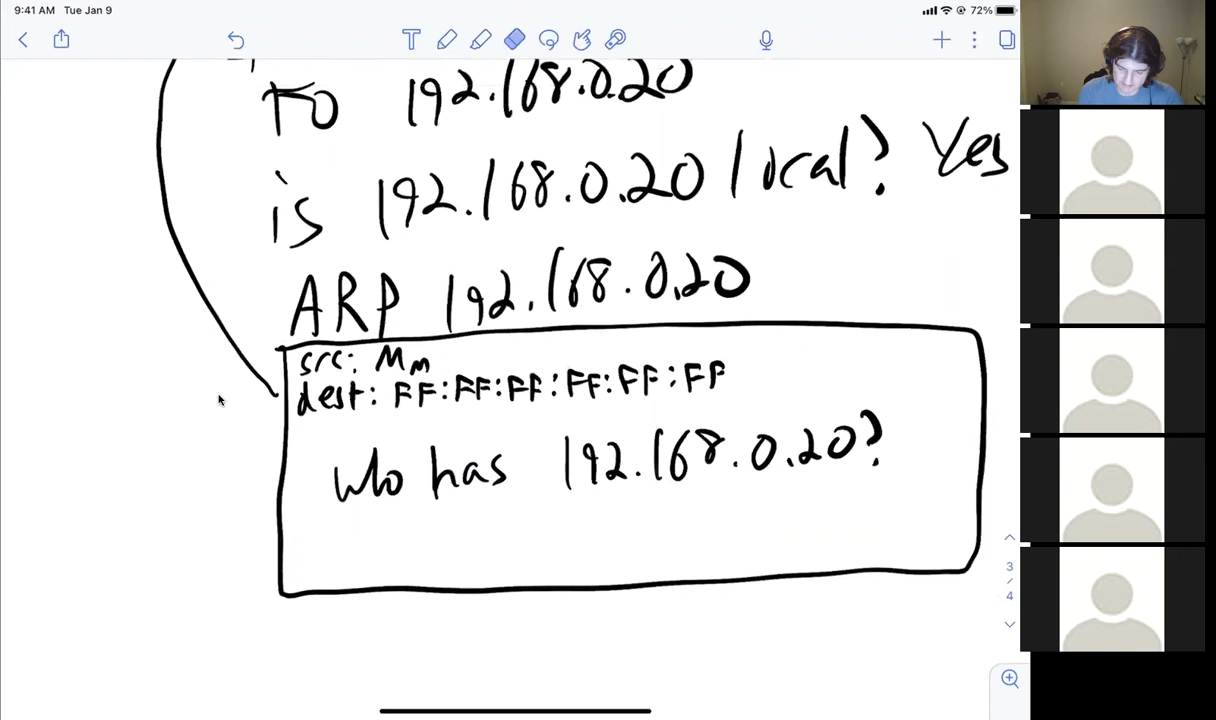 9:41 AM Tue Jan 9
72%
To 192.168.0.20
is 192.168.0.20 local? Yes
ARP 192.168.0.20
src: Mm
dest: FF:FF:FF:FF:FF:FF
who has 192.168.0.20?
3
/
4